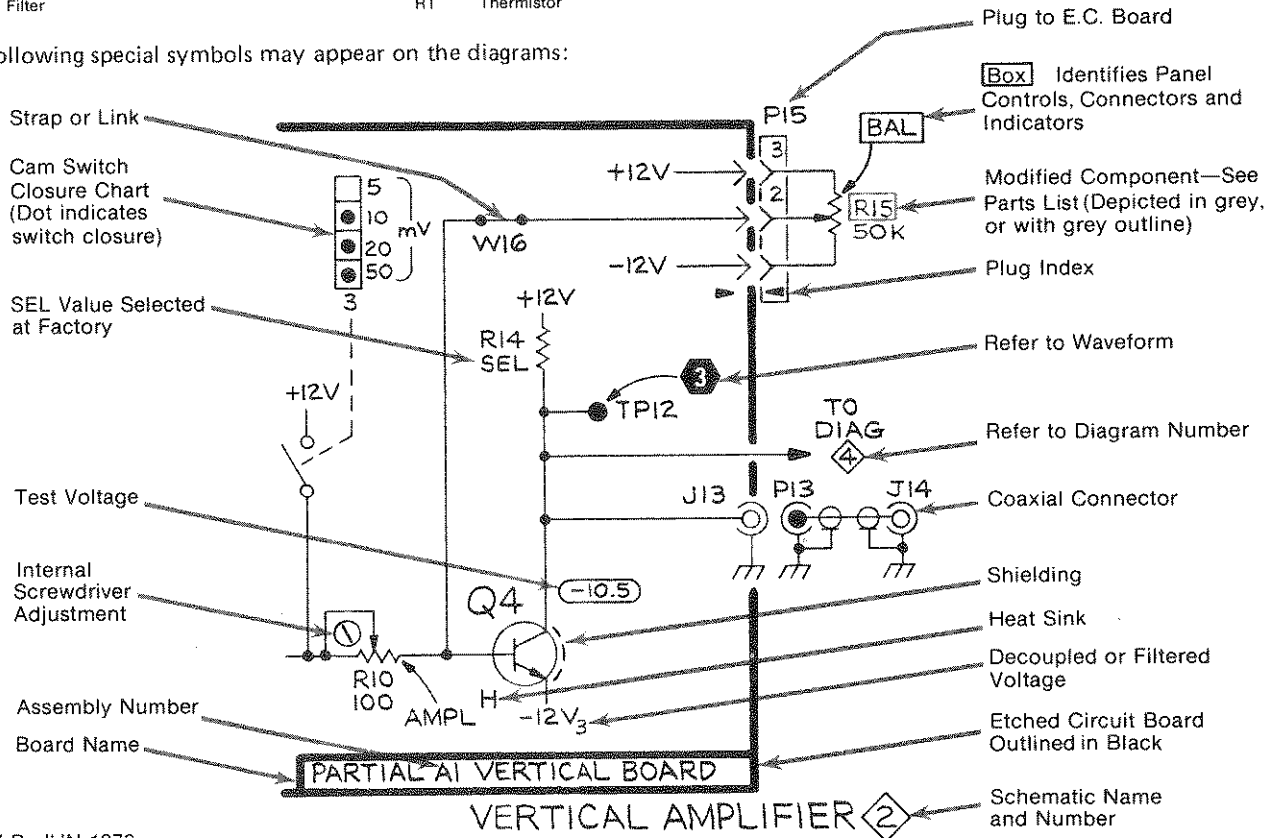 Filter
RT Thermistor
ollowing special symbols may appear on the diagrams:
Plug to E.C. Board
Box Identifies Panel
Controls, Connectors and
Indicators
Modified Component—See
Parts List (Depicted in grey,
or with grey outline)
Plug Index
Refer to Waveform
Refer to Diagram Number
Coaxial Connector
Shielding
Heat Sink
Decoupled or Filtered
Voltage
Etched Circuit Board
Outlined in Black
Schematic Name
and Number
Strap or Link
Cam Switch
Closure Chart
(Dot indicates
switch closure)
SEL Value Selected
at Factory
Test Voltage
Internal
Screwdriver
Adjustment
Assembly Number
Board Name
P15
BAL
3
2
+12V
-12V
R15
50K
W16
5
10
20
50
mV
3
+12V
R14
SEL
3
TP12
TO
DIAG
4
+12V
J13
P13
J14
-10.5
Q4
R10
100
AMPL
H
-12V3
PARTIAL A1 VERTICAL BOARD
VERTICAL AMPLIFIER 2